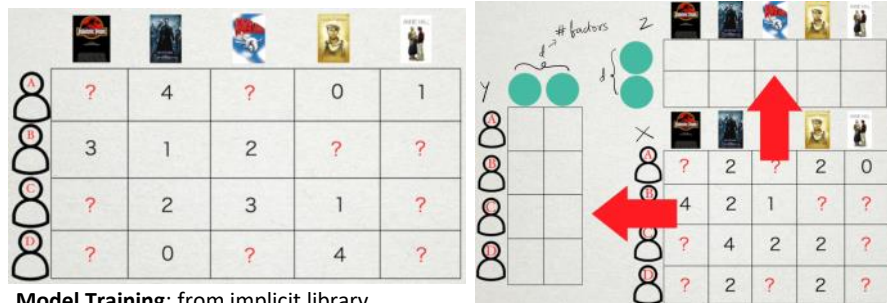 A ? 4 ? 0 1
B 3 1 2 ? ?
C ? 2 3 1 ?
D ? 0 ? 4 ?
Model Training: from implicit library
# factors
d
Z
d
Y
A
B
C
D
X
A ? 2 ? 2 0
B 4 2 1 ? ?
C ? 4 2 2 ?
D ? 2 ? 2 ?